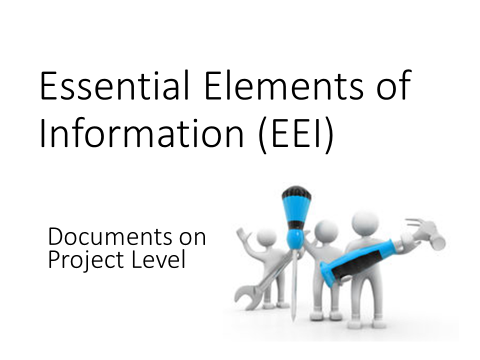 Essential Elements of
Information (EEI)
Documents on
Project Level